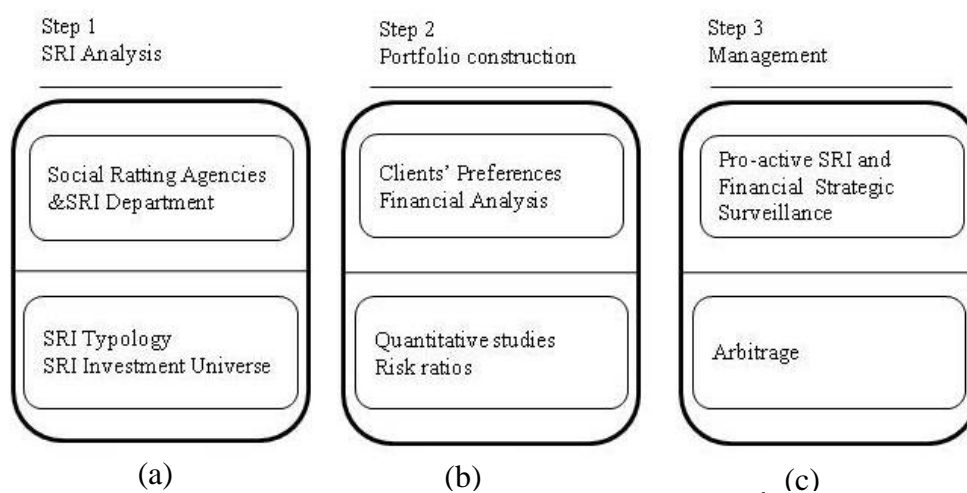 Step 1
SRI Analysis
Social Ratting Agencies
&SRI Department
SRI Typology
SRI Investment Universe
(a)
Step 2
Portfolio construction
Clients' Preferences
Financial Analysis
Quantitative studies
Risk ratios
(b)
Step 3
Management
Pro-active SRI and
Financial Strategic
Surveillance
Arbitrage
(c)